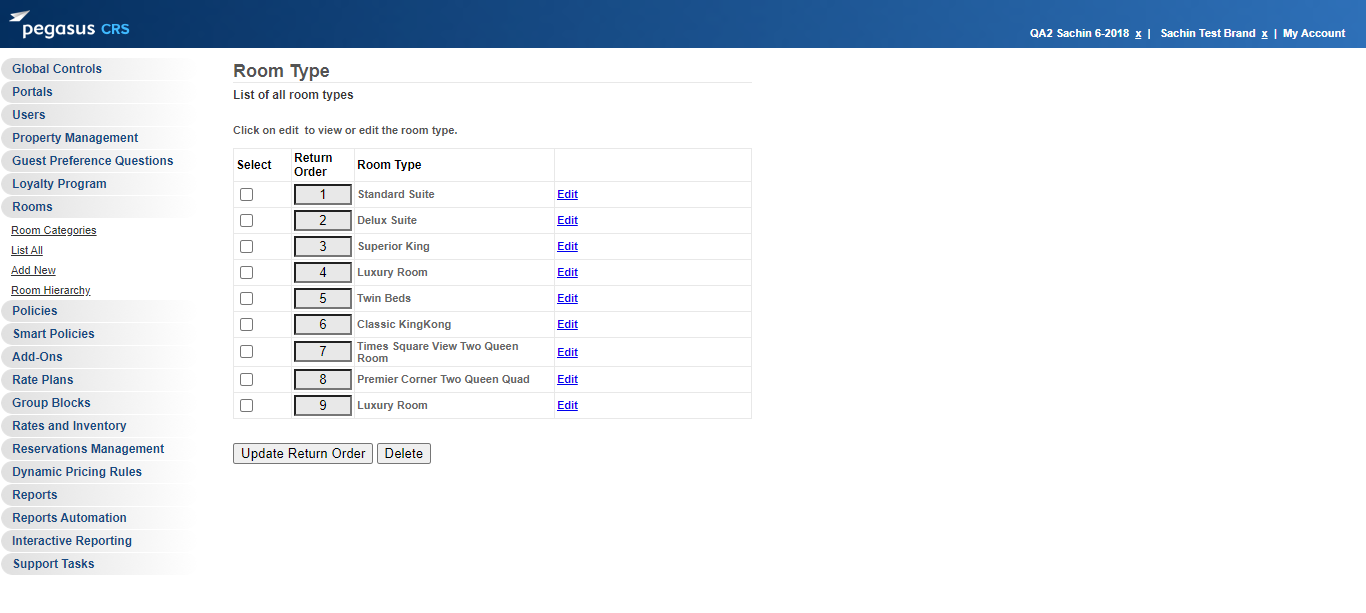 pegasus CRS
QA2 Sachin 6-2018 x | Sachin Test Brand x | My Account
Global Controls
Portals
Users
Property Management
Guest Preference Questions
Loyalty Program
Rooms
Room Categories
List All
Add New
Room Hierarchy
Policies
Smart Policies
Add-Ons
Rate Plans
Group Blocks
Rates and Inventory
Reservations Management
Dynamic Pricing Rules
Reports
Reports Automation
Interactive Reporting
Support Tasks
Room Type
List of all room types
Click on edit to view or edit the room type.
Select Return Order Room Type
1 Standard Suite Edit
2 Delux Suite Edit
3 Superior King Edit
4 Luxury Room Edit
5 Twin Beds Edit
6 Classic KingKong Edit
7 Times Square View Two Queen Room Edit
8 Premier Corner Two Queen Quad Edit
9 Luxury Room Edit
Update Return Order Delete